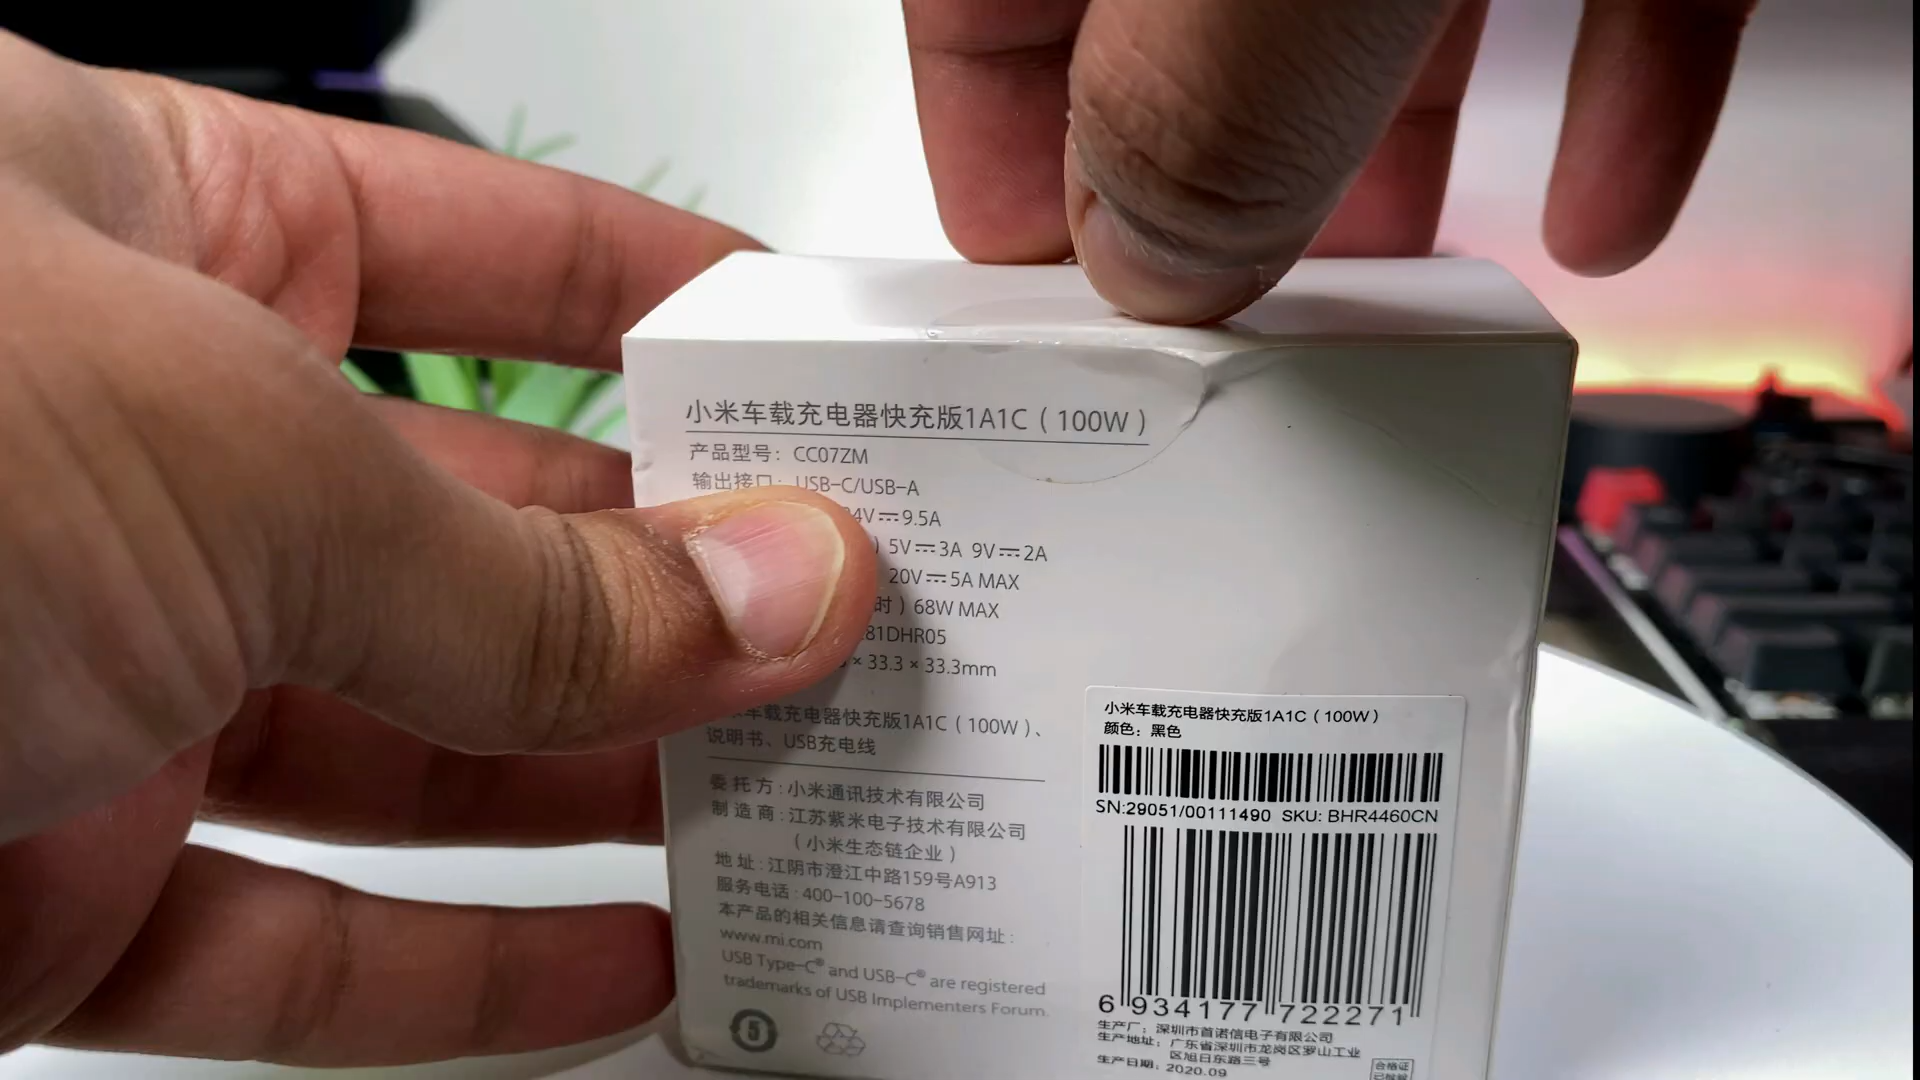 小米车载充电器快充版1A1C（100W）
产品型号：CC07ZM
输出接口：USB-C/USB-A
4V⎓9.5A
）5V⎓3A 9V⎓2A
20V⎓5A MAX
时）68W MAX
81DHR05
× 33.3 × 33.3mm
车载充电器快充版1A1C（100W）、
说明书、USB充电线
委托方：小米通讯技术有限公司
制造商：江苏紫米电子技术有限公司
（小米生态链企业）
地址：江阴市澄江中路159号A913
服务电话：400-100-5678
本产品的相关信息请查询销售网址：
www.mi.com
USB Type-C® and USB-C® are registered
trademarks of USB Implementers Forum.
5
小米车载充电器快充版1A1C（100W）
颜色：黑色
SN:29051/00111490 SKU: BHR4460CN
6 934177 722271
生产厂：深圳市首诺信电子有限公司
生产地址：广东省深圳市龙岗区罗山工业
区旭日东路三号
生产日期：2020.09
合格证